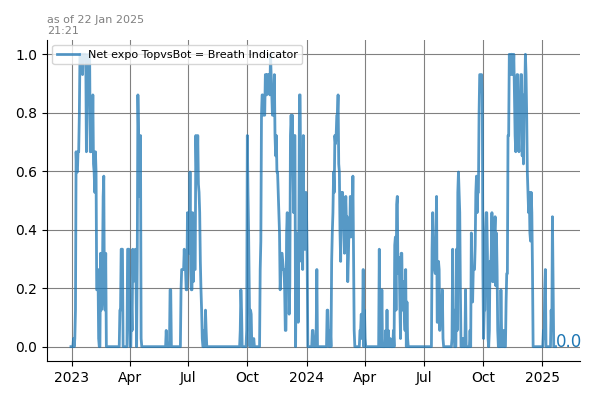 as of 22 Jan 2025
21:21
Net expo TopvsBot = Breath Indicator
1.0
0.8
0.6
0.4
0.2
0.0
0.0
2023 Apr Jul Oct 2024 Apr Jul Oct 2025